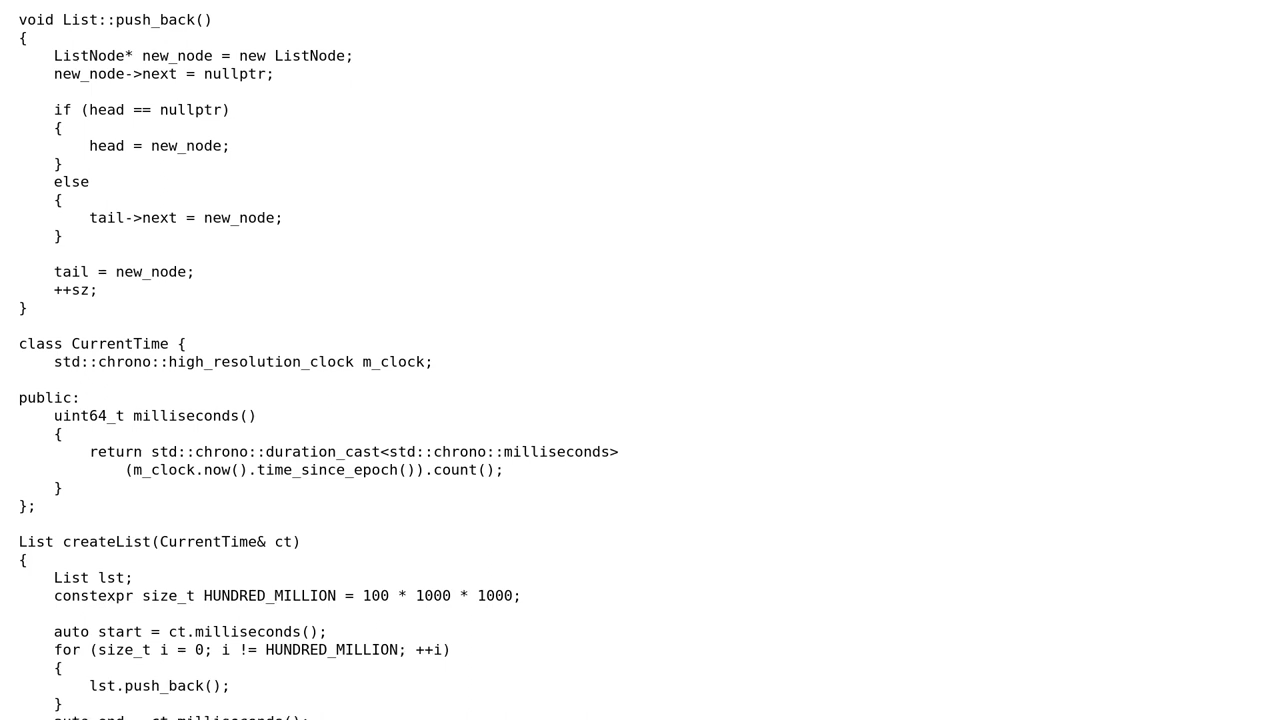 void List::push_back()
{
    ListNode* new_node = new ListNode;
    new_node->next = nullptr;

    if (head == nullptr)
    {
        head = new_node;
    }
    else
    {
        tail->next = new_node;
    }

    tail = new_node;
    ++sz;
}

class CurrentTime {
    std::chrono::high_resolution_clock m_clock;

public:
    uint64_t milliseconds()
    {
        return std::chrono::duration_cast<std::chrono::milliseconds>
            (m_clock.now().time_since_epoch()).count();
    }
};

List createList(CurrentTime& ct)
{
    List lst;
    constexpr size_t HUNDRED_MILLION = 100 * 1000 * 1000;

    auto start = ct.milliseconds();
    for (size_t i = 0; i != HUNDRED_MILLION; ++i)
    {
        lst.push_back();
    }